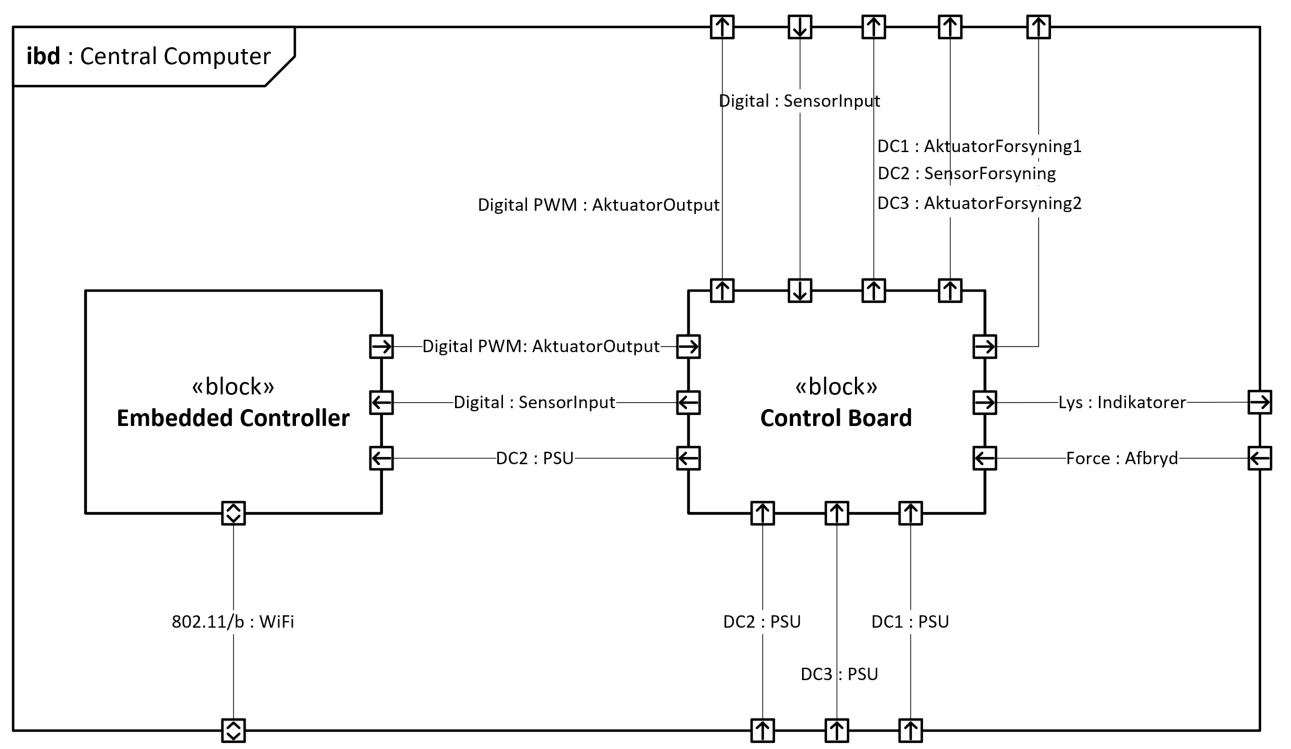 ibd : Central Computer
Digital : SensorInput
DC1 : AktuatorForsyning1
DC2 : SensorForsyning
DC3 : AktuatorForsyning2
Digital PWM : AktuatorOutput
«block»
Embedded Controller
Digital PWM: AktuatorOutput
Digital : SensorInput
DC2 : PSU
«block»
Control Board
Lys : Indikatorer
Force : Afbryd
802.11/b : WiFi
DC2 : PSU
DC1 : PSU
DC3 : PSU